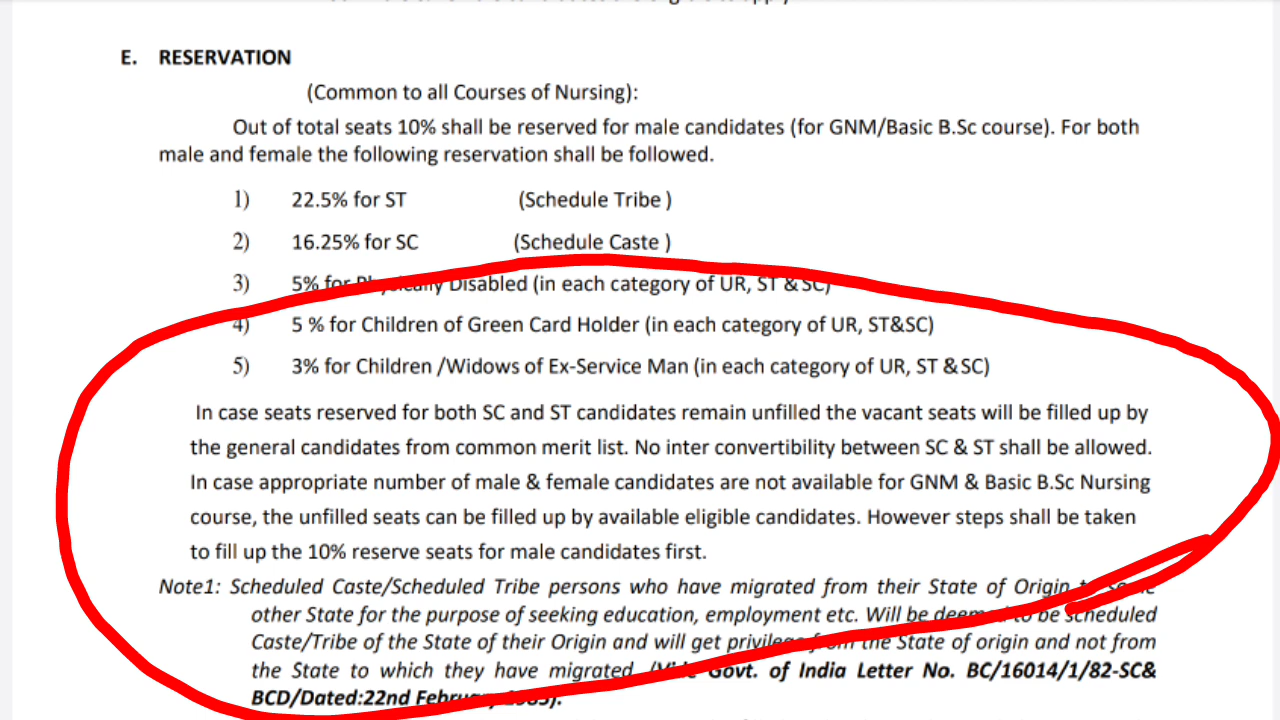 E. RESERVATION
(Common to all Courses of Nursing):
Out of total seats 10% shall be reserved for male candidates (for GNM/Basic B.Sc course). For both
male and female the following reservation shall be followed.
1) 22.5% for ST (Schedule Tribe )
2) 16.25% for SC (Schedule Caste )
3) 5% for Physically Disabled (in each category of UR, ST & SC)
4) 5 % for Children of Green Card Holder (in each category of UR, ST&SC)
5) 3% for Children /Widows of Ex-Service Man (in each category of UR, ST & SC)
In case seats reserved for both SC and ST candidates remain unfilled the vacant seats will be filled up by
the general candidates from common merit list. No inter convertibility between SC & ST shall be allowed.
In case appropriate number of male & female candidates are not available for GNM & Basic B.Sc Nursing
course, the unfilled seats can be filled up by available eligible candidates. However steps shall be taken
to fill up the 10% reserve seats for male candidates first.
Note1: Scheduled Caste/Scheduled Tribe persons who have migrated from their State of Origin to some
other State for the purpose of seeking education, employment etc. Will be deemed to be scheduled
Caste/Tribe of the State of their Origin and will get privilege from the State of origin and not from
the State to which they have migrated. (Vide Govt. of India Letter No. BC/16014/1/82-SC&
BCD/Dated:22nd February